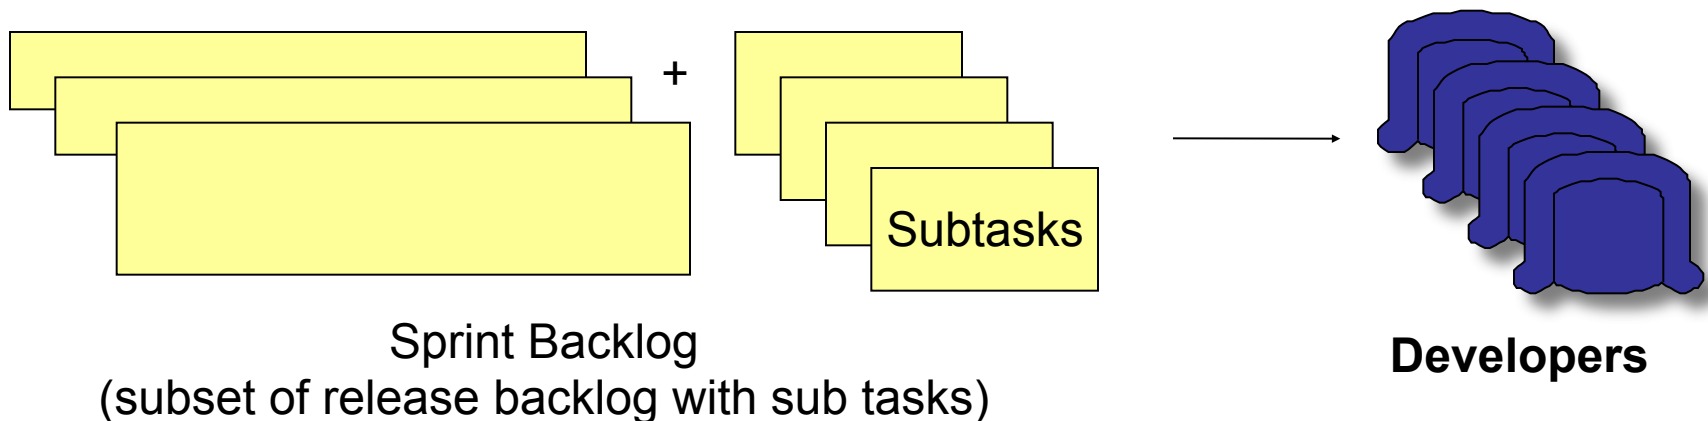 +
Subtasks
Sprint Backlog
(subset of release backlog with sub tasks)
Developers